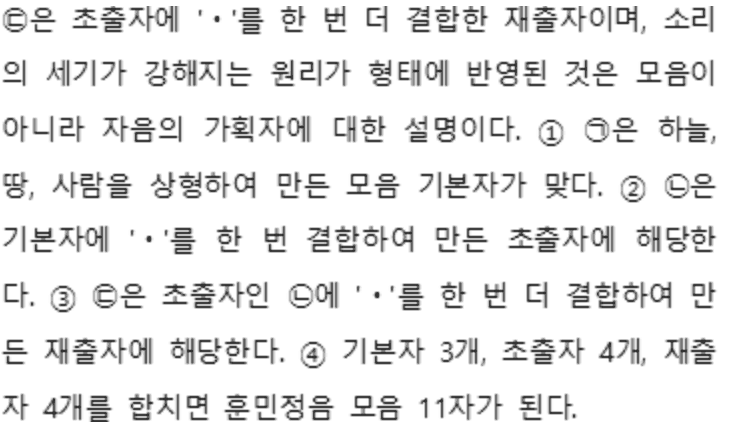 ㉢은 초출자에 'ㆍ'를 한 번 더 결합한 재출자이며, 소리
의 세기가 강해지는 원리가 형태에 반영된 것은 모음이
아니라 자음의 가획자에 대한 설명이다. ① ㉠은 하늘,
땅, 사람을 상형하여 만든 모음 기본자가 맞다. ② ㉡은
기본자에 'ㆍ'를 한 번 결합하여 만든 초출자에 해당한
다. ③ ㉢은 초출자인 ㉡에 'ㆍ'를 한 번 더 결합하여 만
든 재출자에 해당한다. ④ 기본자 3개, 초출자 4개, 재출
자 4개를 합치면 훈민정음 모음 11자가 된다.